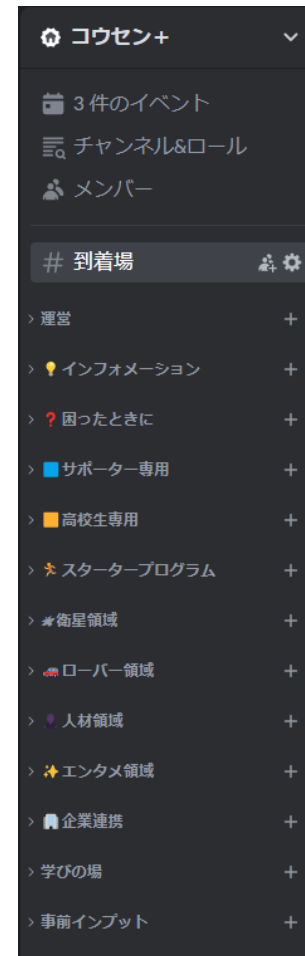 コウセン+
3 件のイベント
チャンネル&ロール
メンバー
# 到着場
運営
インフォメーション
困ったときに
サポーター専用
高校生専用
スタータープログラム
衛星領域
ローバー領域
人材領域
エンタメ領域
企業連携
学びの場
事前インプット